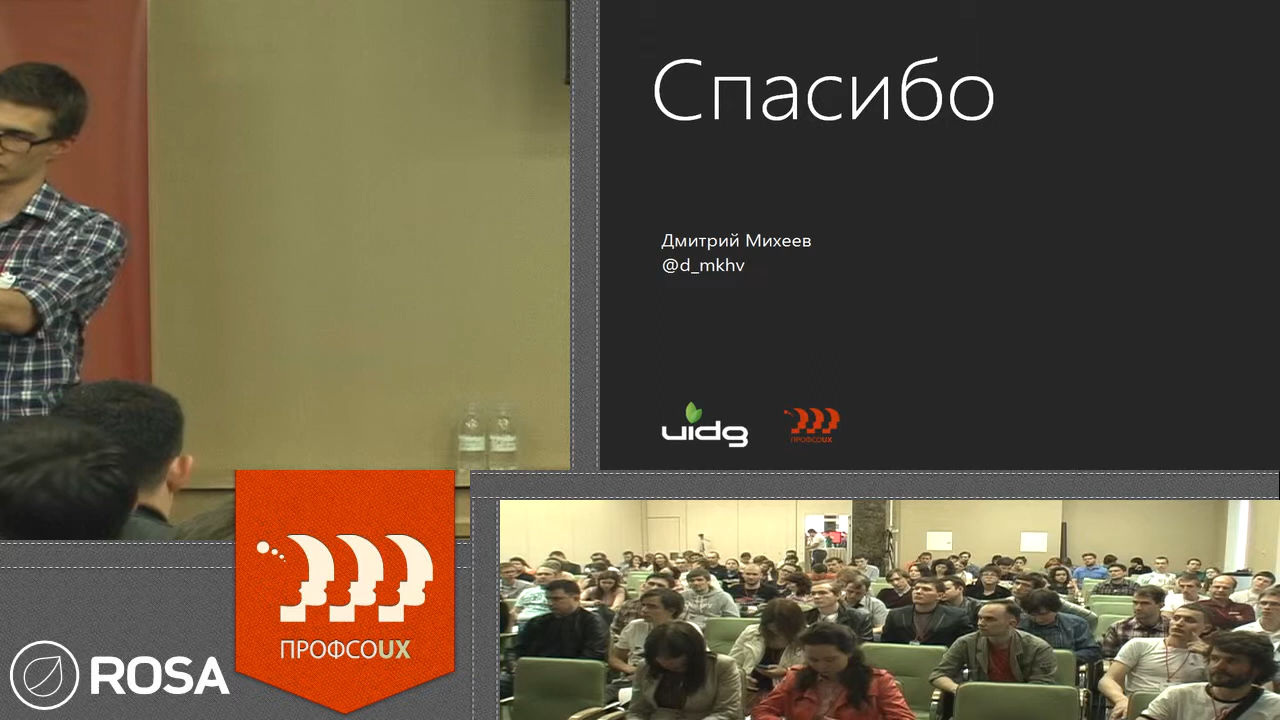 Спасибо
Дмитрий Михеев
@d_mkhv
uidg
ПРОФСОUX
ПРОФСОUX
ROSA